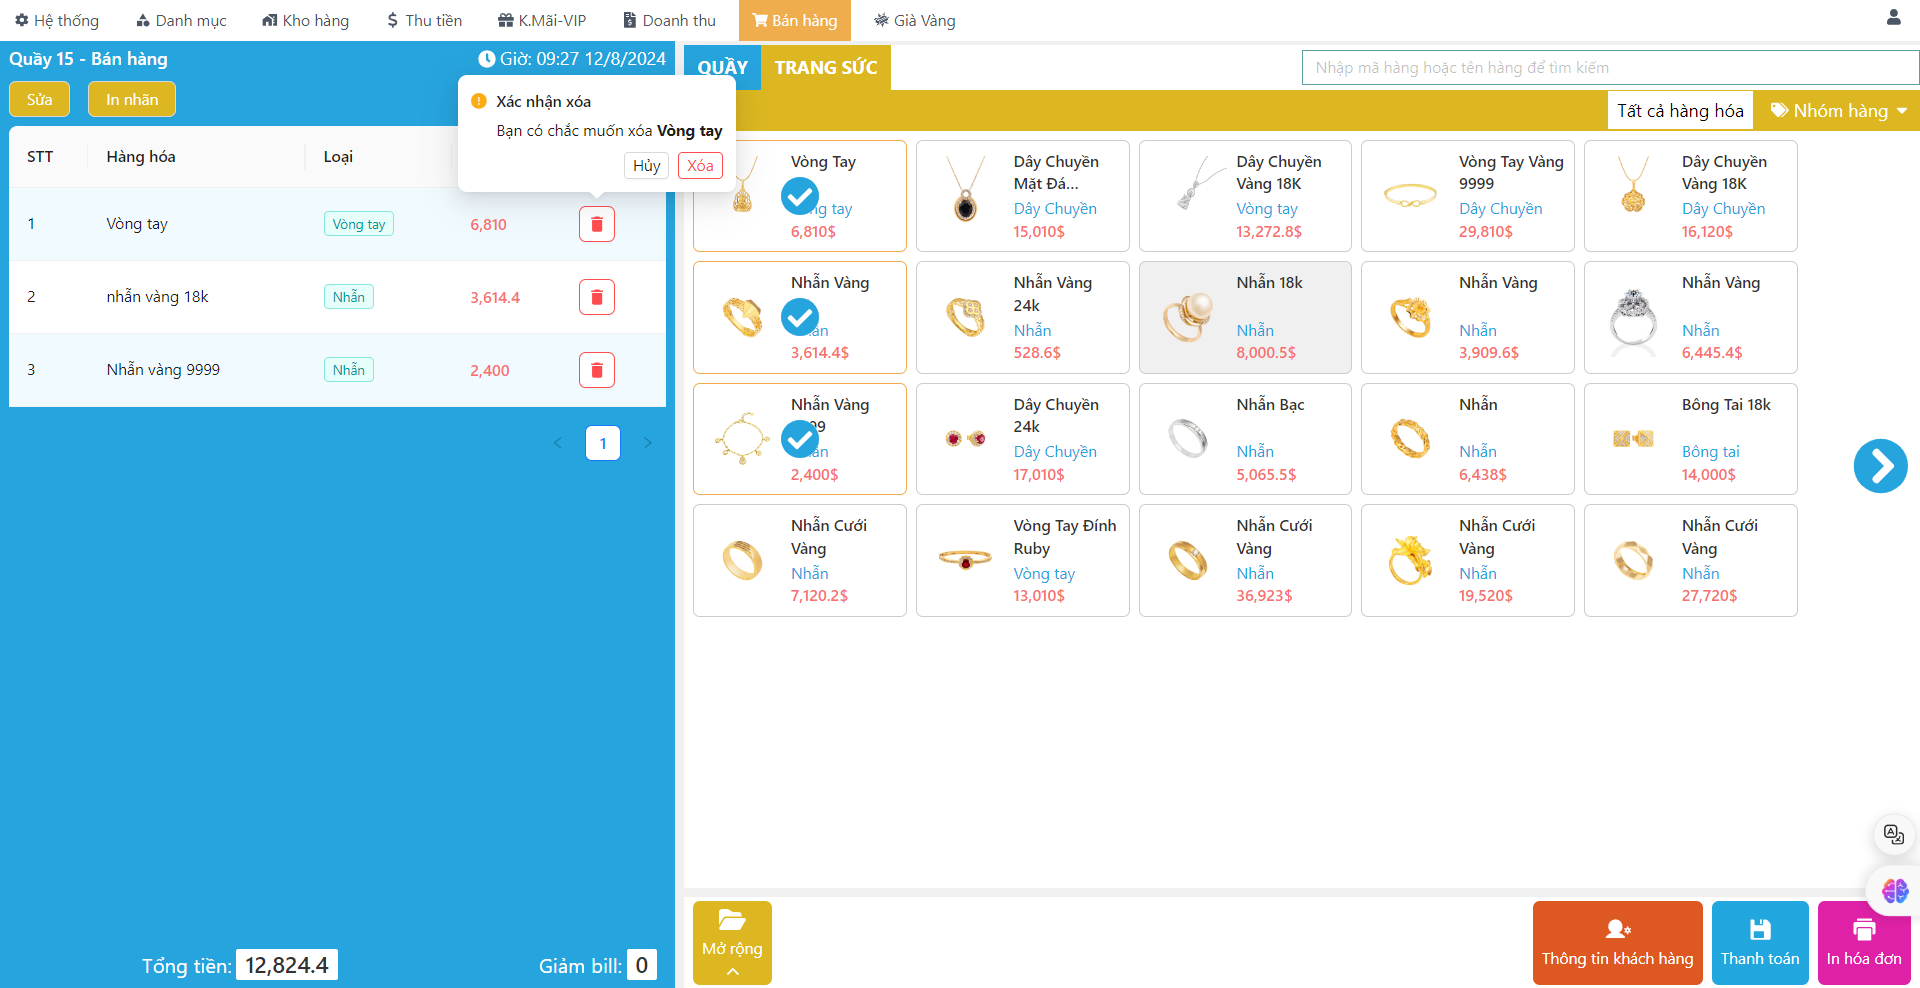 Hệ thống
Danh mục
Kho hàng
Thu tiền
K.Mãi-VIP
Doanh thu
Bán hàng
Giá Vàng
Quầy 15 - Bán hàng
Giờ: 09:27 12/8/2024
Sửa
In nhãn
Xác nhận xóa
Bạn có chắc muốn xóa Vòng tay
Hủy
Xóa
STT
Hàng hóa
Loại
1
Vòng tay
Vòng tay
6,810
2
nhẫn vàng 18k
Nhẫn
3,614.4
3
Nhẫn vàng 9999
Nhẫn
2,400
1
Tổng tiền: 12,824.4
Giảm bill: 0
QUẦY
TRANG SỨC
Nhập mã hàng hoặc tên hàng để tìm kiếm
Tất cả hàng hóa
Nhóm hàng
Vòng Tay
tay
6,810$
Dây Chuyền
Mặt Đá...
Dây Chuyền
15,010$
Dây Chuyền
Vàng 18K
Vòng tay
13,272.8$
Vòng Tay Vàng
9999
Dây Chuyền
29,810$
Dây Chuyền
Vàng 18K
Dây Chuyền
16,120$
Nhẫn Vàng
3,614.4$
Nhẫn Vàng
24k
Nhẫn
528.6$
Nhẫn 18k
Nhẫn
8,000.5$
Nhẫn Vàng
Nhẫn
3,909.6$
Nhẫn Vàng
Nhẫn
6,445.4$
Nhẫn Vàng
2,400$
Dây Chuyền
24k
Dây Chuyền
17,010$
Nhẫn Bạc
Nhẫn
5,065.5$
Nhẫn
Nhẫn
6,438$
Bông Tai 18k
Bông tai
14,000$
Nhẫn Cưới
Vàng
Nhẫn
7,120.2$
Vòng Tay Đính
Ruby
Vòng tay
13,010$
Nhẫn Cưới
Vàng
Nhẫn
36,923$
Nhẫn Cưới
Vàng
Nhẫn
19,520$
Nhẫn Cưới
Vàng
Nhẫn
27,720$
Mở rộng
Thông tin khách hàng
Thanh toán
In hóa đơn